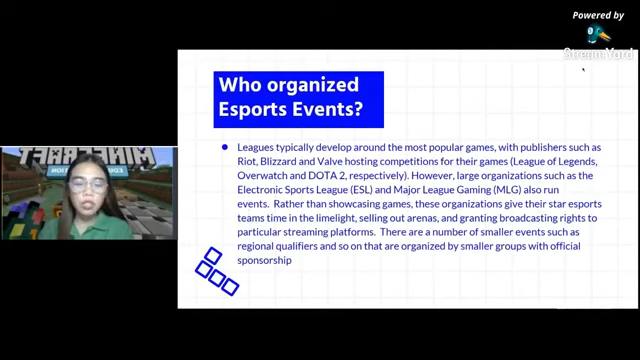 Powered by
StreamYard
Who organized
Esports Events?
Leagues typically develop around the most popular games, with publishers such as
Riot, Blizzard and Valve hosting competitions for their games (League of Legends,
Overwatch and DOTA 2, respectively). However, large organizations such as the
Electronic Sports League (ESL) and Major League Gaming (MLG) also run
events. Rather than showcasing games, these organizations give their star esports
teams time in the limelight, selling out arenas, and granting broadcasting rights to
particular streaming platforms. There are a number of smaller events such as
regional qualifiers and so on that are organized by smaller groups with official
sponsorship
MINECRAFT